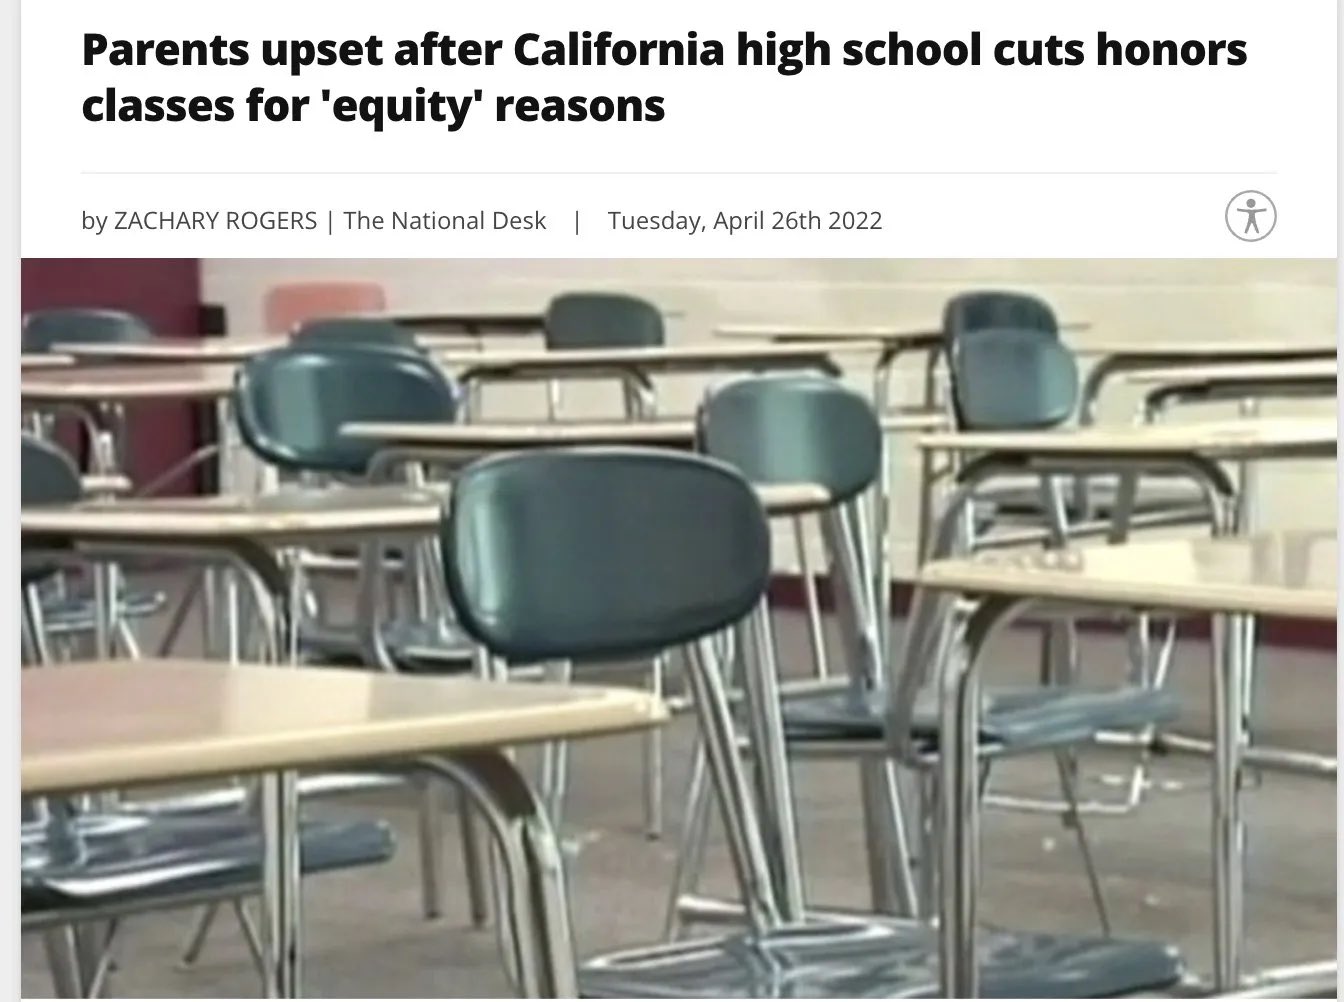 Parents upset after California high school cuts honors
classes for 'equity' reasons
by ZACHARY ROGERS | The National Desk | Tuesday, April 26th 2022